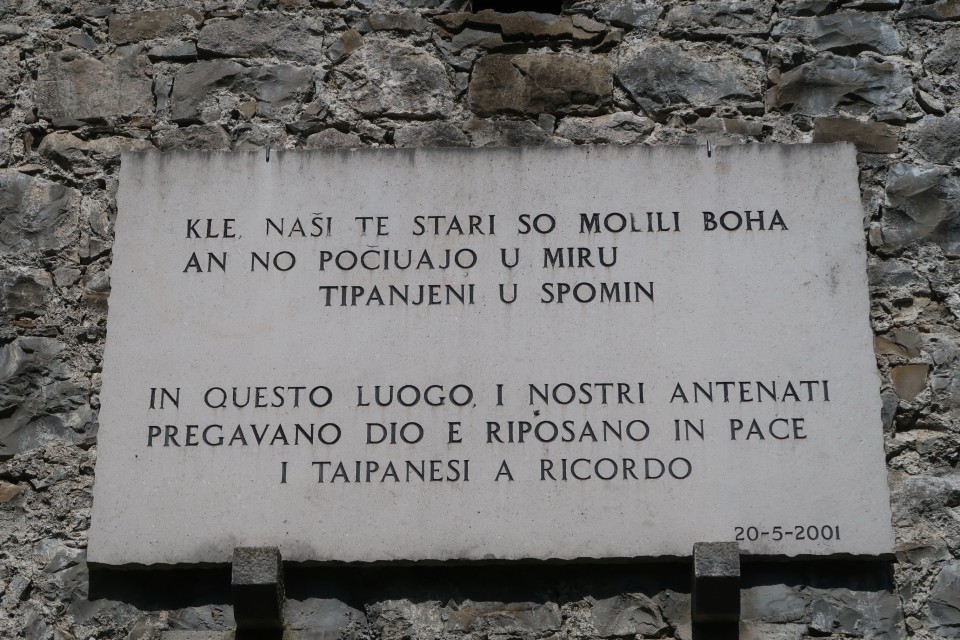 KLE, NAŠI TE STARI SO MOLILI BOHA
AN NO POČIUAJO U MIRU
TIPANJENI U SPOMIN
IN QUESTO LUOGO, I NOSTRI ANTENATI
PREGAVANO DIO E RIPOSANO IN PACE
I TAIPANESI A RICORDO
20-5-2001